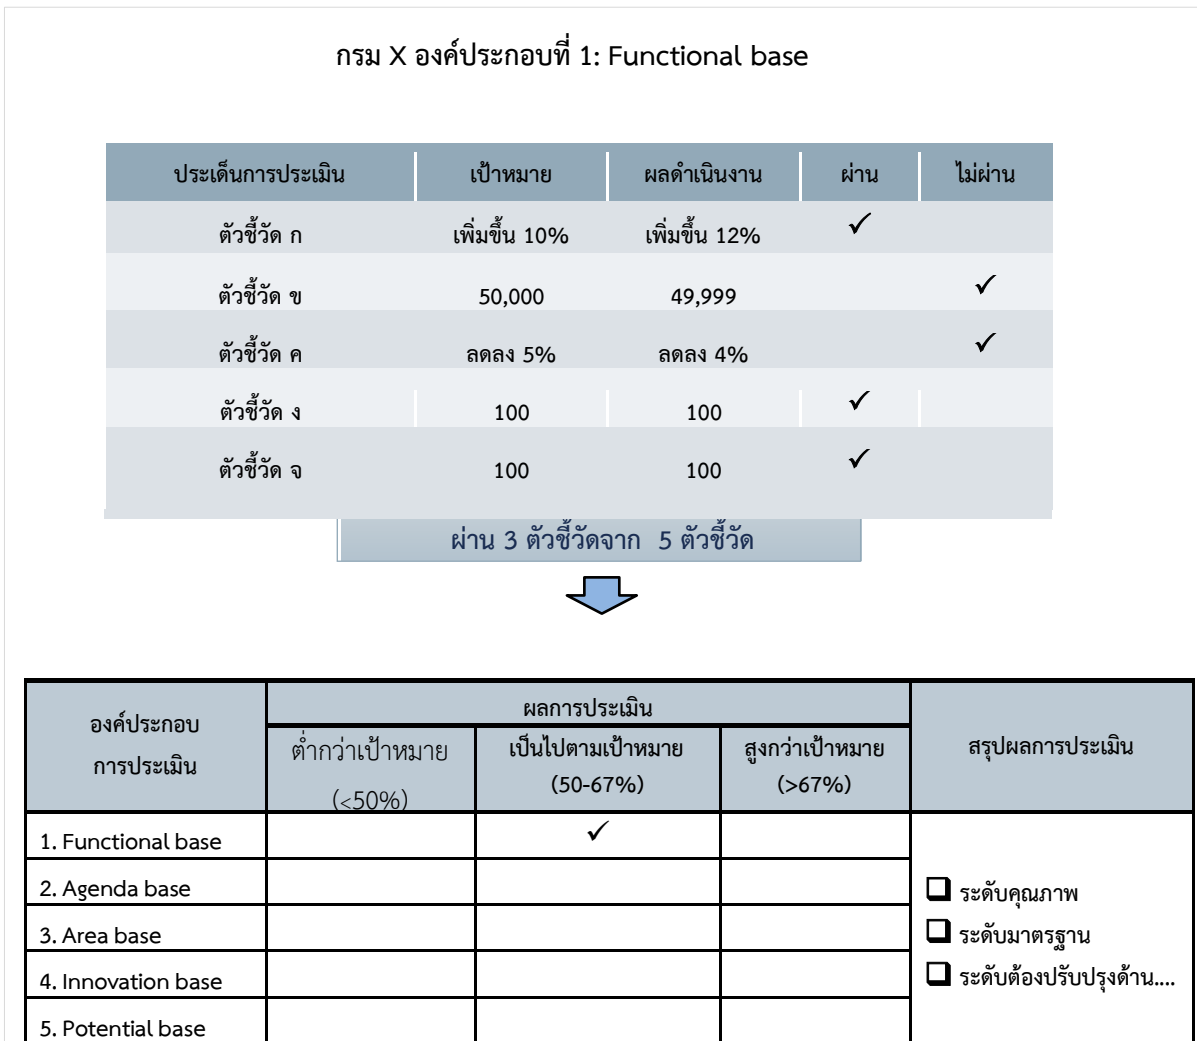 กรม X องค์ประกอบที่ 1: Functional base
ประเด็นการประเมิน เป้าหมาย ผลดำเนินงาน ผ่าน ไม่ผ่าน
ตัวชี้วัด ก เพิ่มขึ้น 10% เพิ่มขึ้น 12% ✓
ตัวชี้วัด ข 50,000 49,999 ✓
ตัวชี้วัด ค ลดลง 5% ลดลง 4% ✓
ตัวชี้วัด ง 100 100 ✓
ตัวชี้วัด จ 100 100 ✓
ผ่าน 3 ตัวชี้วัดจาก 5 ตัวชี้วัด
องค์ประกอบ
การประเมิน
ผลการประเมิน
ต่ำกว่าเป้าหมาย
(<50%)
เป็นไปตามเป้าหมาย
(50-67%)
สูงกว่าเป้าหมาย
(>67%)
สรุปผลการประเมิน
1. Functional base ✓
2. Agenda base
3. Area base
4. Innovation base
5. Potential base
❑ ระดับคุณภาพ
❑ ระดับมาตรฐาน
❑ ระดับต้องปรับปรุงด้าน....